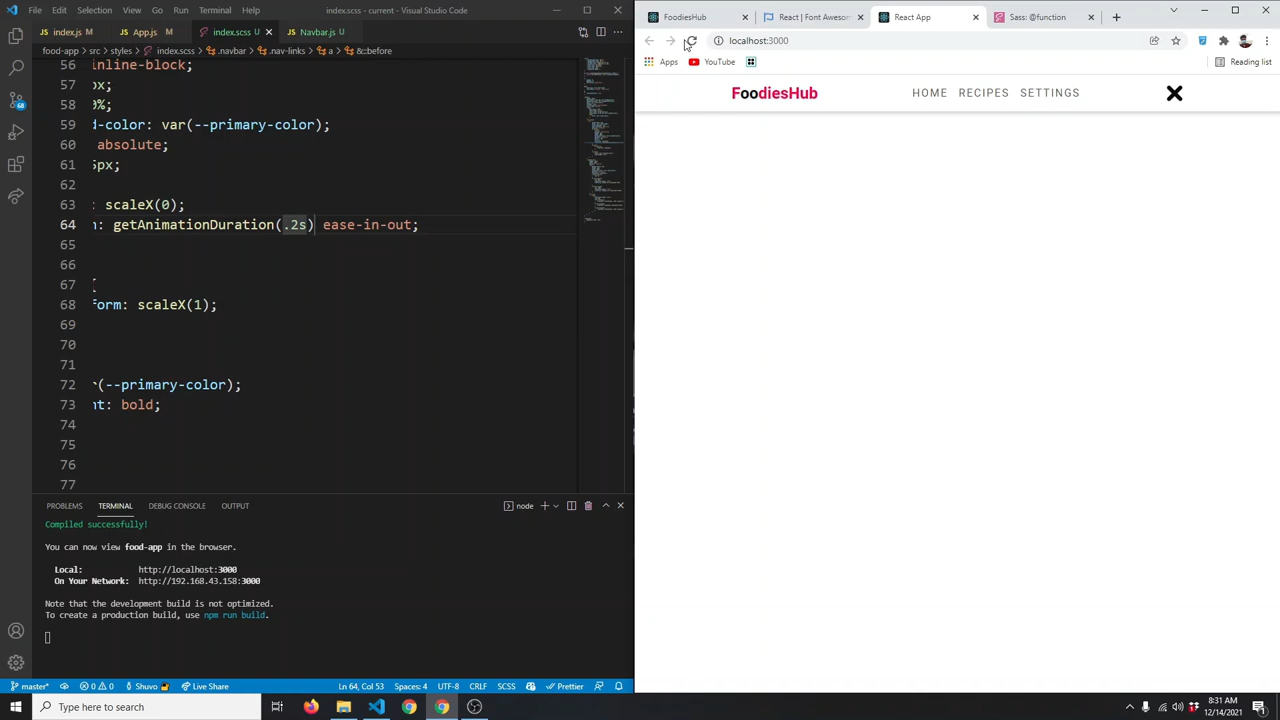 File Edit Selection View Go Run Terminal Help index.scss - current - Visual Studio Code
index.js M App.js M index.scss U Navbar.js U
food-app > src > styles > index.scss > .navbar > .nav-links > a > &:before
56 inline-block;
57 px;
58 0%;
59 d-color: var(--primary-color);
60 absolute;
61 px;
62
63 scaleX(0);
64 n: getAnimationDuration(.2s) ease-in-out;
65
66
67 {
68 form: scaleX(1);
69
70
71
72 r(--primary-color);
73 ht: bold;
74
75
76
77
PROBLEMS TERMINAL DEBUG CONSOLE OUTPUT node
Compiled successfully!
You can now view food-app in the browser.
Local: http://localhost:3000
On Your Network: http://192.168.43.158:3000
Note that the development build is not optimized.
To create a production build, use npm run build.
master* 0 0 Shuvo Live Share Ln 64, Col 53 Spaces: 4 UTF-8 CRLF SCSS Prettier
FoodiesHub React | Font Awesom React App Sass: @function
localhost:3000
Apps YouTube Reading list
FoodiesHub HOME RECIPES SETTINGS
Type here to search
8:31 AM
12/14/2021